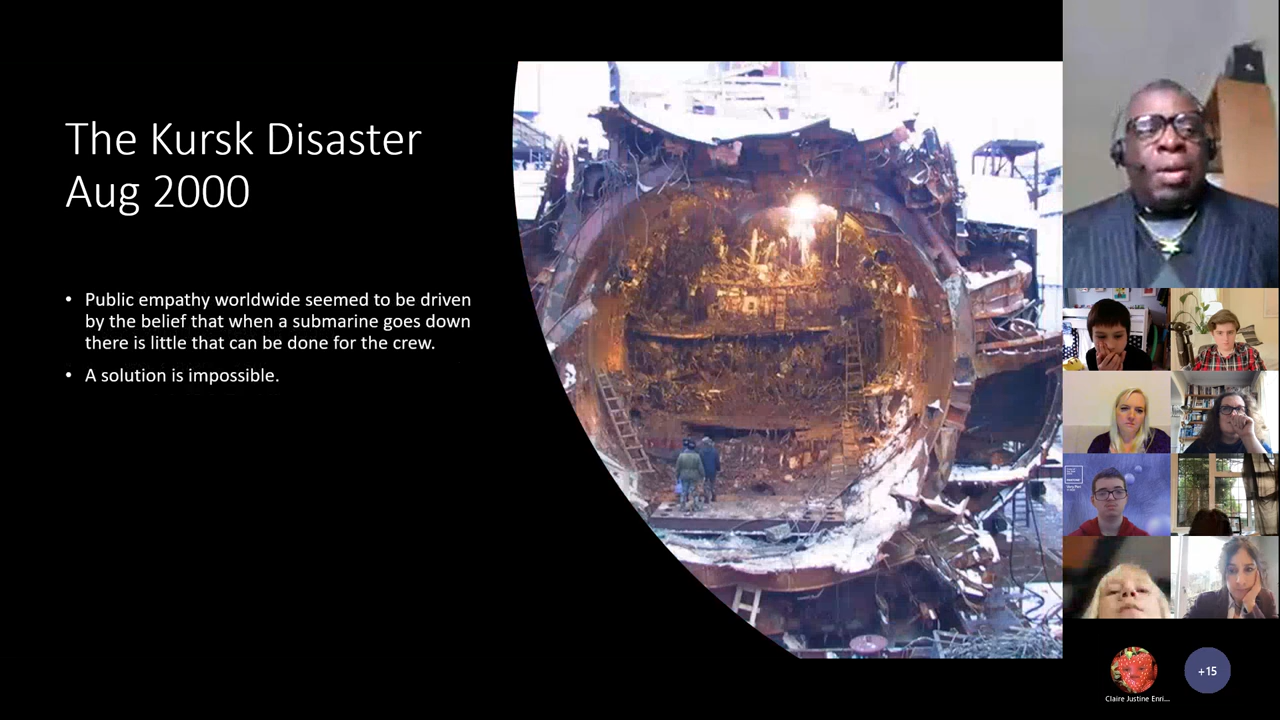 The Kursk Disaster
Aug 2000
• Public empathy worldwide seemed to be driven
by the belief that when a submarine goes down
there is little that can be done for the crew.
• A solution is impossible.
+15
Claire Justine Enri...